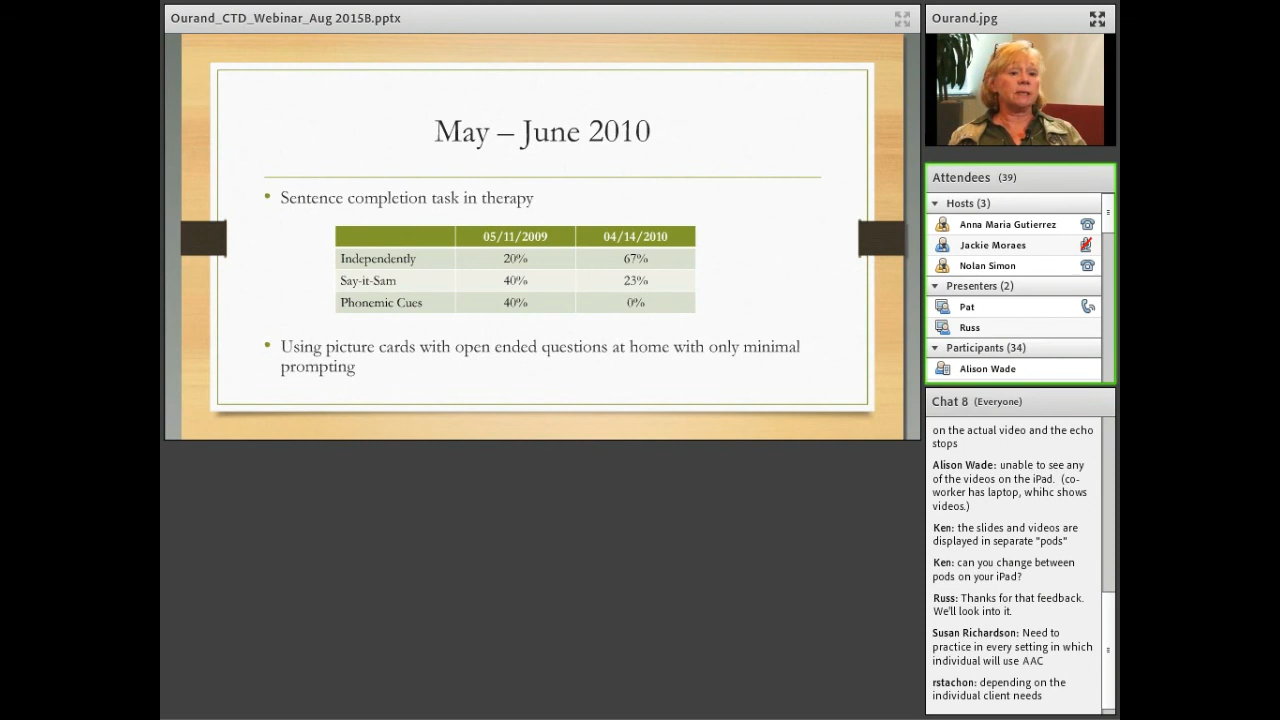 Ourand_CTD_Webinar_Aug 2015B.pptx
May – June 2010
• Sentence completion task in therapy
05/11/2009 04/14/2010
Independently 20% 67%
Say-it-Sam 40% 23%
Phonemic Cues 40% 0%
• Using picture cards with open ended questions at home with only minimal
prompting
Ourand.jpg
Attendees (39)
Hosts (3)
Anna Maria Gutierrez
Jackie Moraes
Nolan Simon
Presenters (2)
Pat
Russ
Participants (34)
Alison Wade
Chat 8 (Everyone)
on the actual video and the echo
stops
Alison Wade: unable to see any
of the videos on the iPad. (co-
worker has laptop, whihc shows
videos.)
Ken: the slides and videos are
displayed in separate "pods"
Ken: can you change between
pods on your iPad?
Russ: Thanks for that feedback.
We'll look into it.
Susan Richardson: Need to
practice in every setting in which
individual will use AAC
rstachon: depending on the
individual client needs